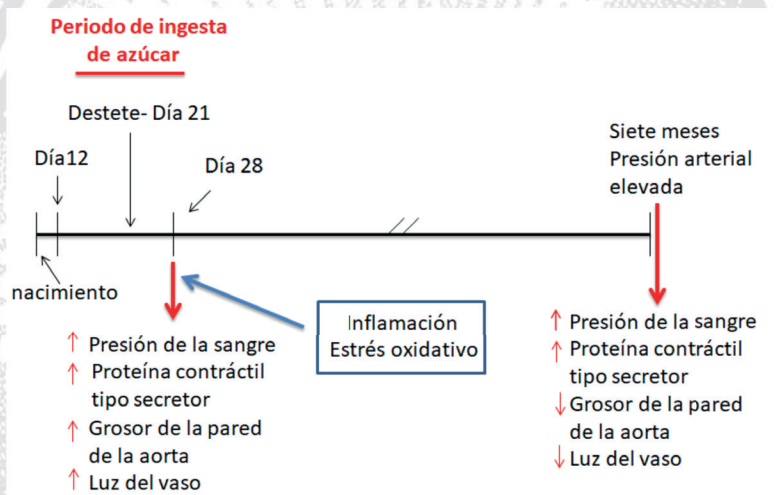 Periodo de ingesta
de azúcar
Destete- Día 21
Día12
Día 28
Siete meses
Presión arterial
elevada
nacimiento
Inflamación
Estrés oxidativo
↑ Presión de la sangre
↑ Proteína contráctil
tipo secretor
↑ Grosor de la pared
de la aorta
↑ Luz del vaso
↑ Presión de la sangre
↑ Proteína contráctil
tipo secretor
↓ Grosor de la pared
de la aorta
↓ Luz del vaso